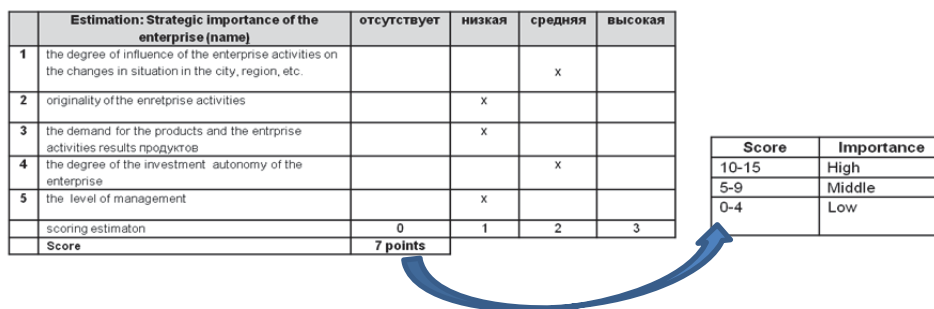 Estimation: Strategic importance of the
enterprise (name)
отсутствует
низкая
средняя
высокая
1
the degree of influence of the enterprise activities on
the changes in situation in the city, region, etc.
x
2
originality of the enretprise activities
x
3
the demand for the products and the entrprise
activities results продуктов
x
4
the degree of the investment autonomy of the
enterprise
x
5
the level of management
x
scoring estimaton
0
1
2
3
Score
7 points
Score
Importance
10-15
High
5-9
Middle
0-4
Low